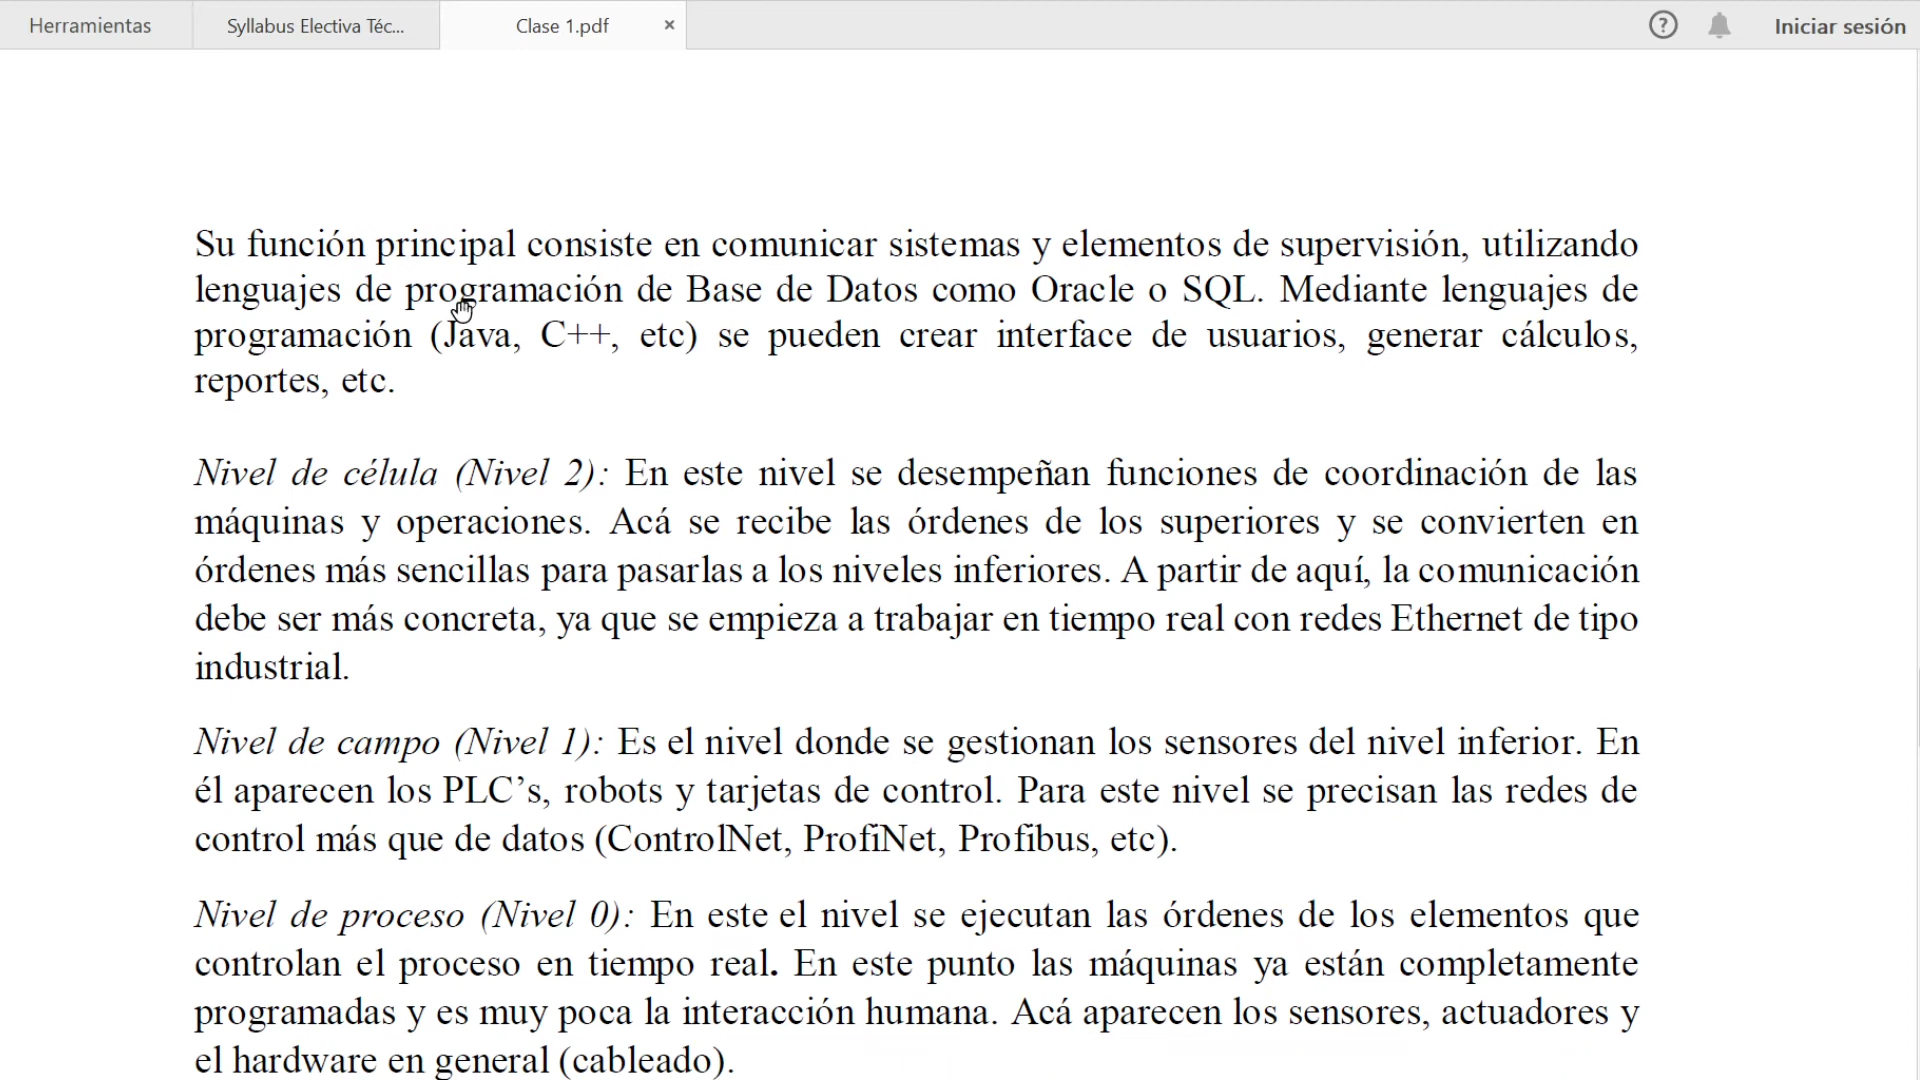 Herramientas
Syllabus Electiva Téc...
Clase 1.pdf
×
?
Iniciar sesión
Su función principal consiste en comunicar sistemas y elementos de supervisión, utilizando
lenguajes de programación de Base de Datos como Oracle o SQL. Mediante lenguajes de
programación (Java, C++, etc) se pueden crear interface de usuarios, generar cálculos,
reportes, etc.
Nivel de célula (Nivel 2): En este nivel se desempeñan funciones de coordinación de las
máquinas y operaciones. Acá se recibe las órdenes de los superiores y se convierten en
órdenes más sencillas para pasarlas a los niveles inferiores. A partir de aquí, la comunicación
debe ser más concreta, ya que se empieza a trabajar en tiempo real con redes Ethernet de tipo
industrial.
Nivel de campo (Nivel 1): Es el nivel donde se gestionan los sensores del nivel inferior. En
él aparecen los PLC’s, robots y tarjetas de control. Para este nivel se precisan las redes de
control más que de datos (ControlNet, ProfiNet, Profibus, etc).
Nivel de proceso (Nivel 0): En este el nivel se ejecutan las órdenes de los elementos que
controlan el proceso en tiempo real. En este punto las máquinas ya están completamente
programadas y es muy poca la interacción humana. Acá aparecen los sensores, actuadores y
el hardware en general (cableado).